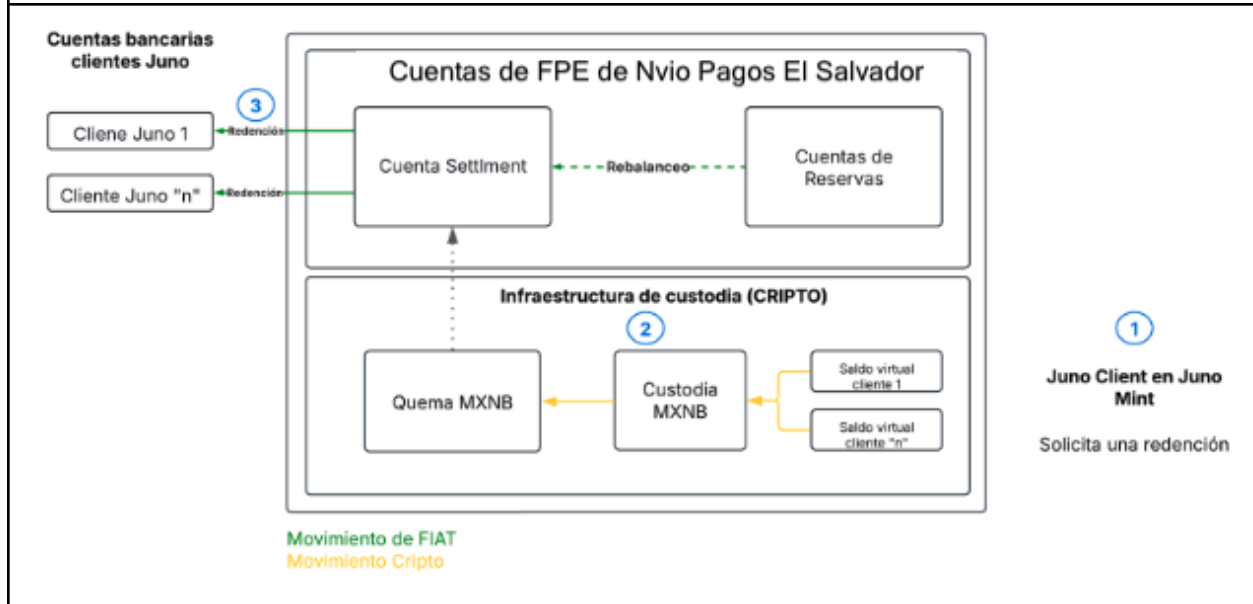 Cuentas bancarias
clientes Juno
Cuentas de FPE de Nvio Pagos El Salvador
3
Cliene Juno 1
Redención
Cuenta Settlment
Rebalanceo
Cuentas de
Reservas
Cliente Juno "n"
Redención
Infraestructura de custodia (CRIPTO)
2
1
Quema MXNB
Custodia
MXNB
Saldo virtual
cliente 1
Saldo virtual
cliente "n"
Juno Client en Juno
Mint
Solicita una redención
Movimiento de FIAT
Movimiento Cripto